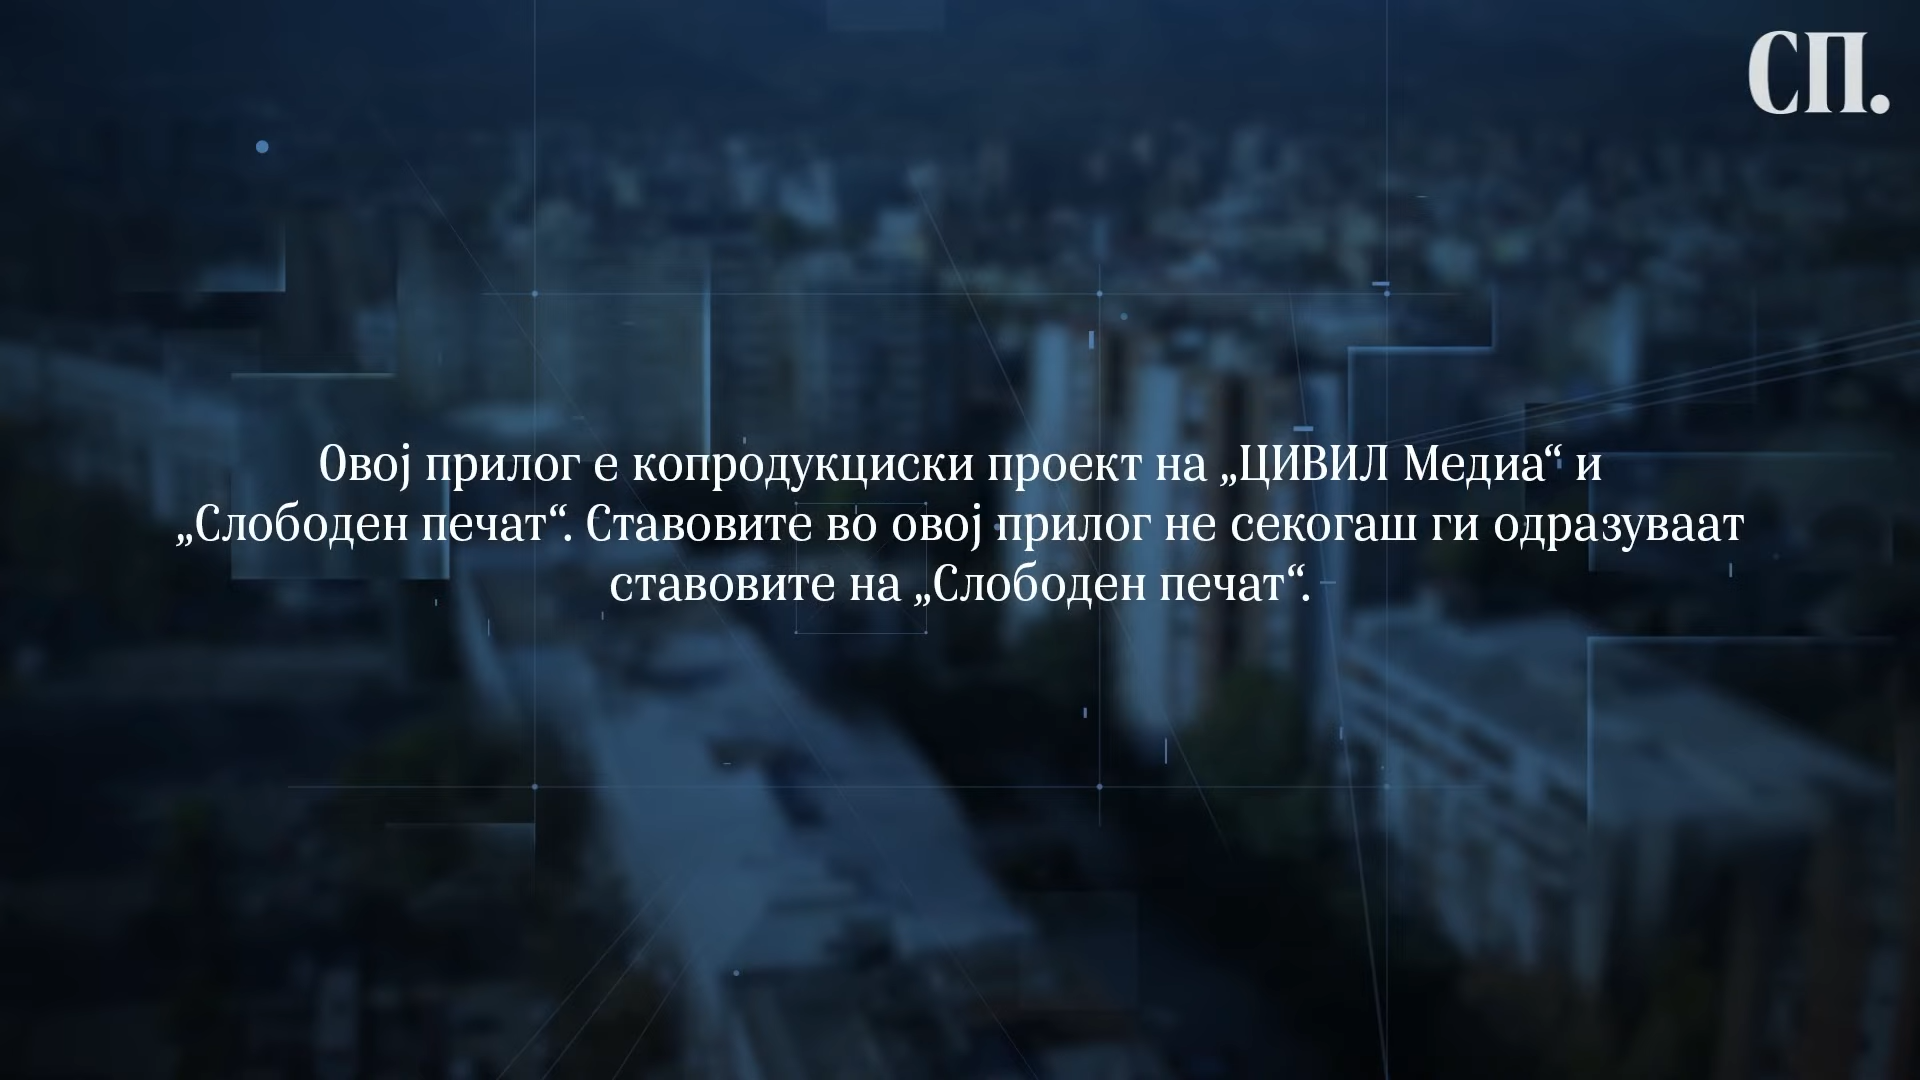 СП.
Овој прилог е копродукциски проект на „ЦИВИЛ Медиа“ и
„Слободен печат“. Ставовите во овој прилог не секогаш ги одразуваат
ставовите на „Слободен печат“.